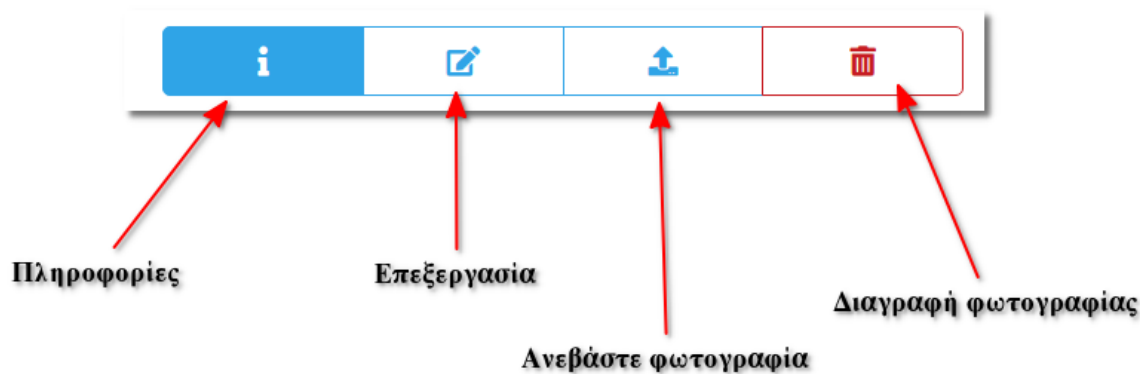 Πληροφορίες
Επεξεργασία
Ανεβάστε φωτογραφία
Διαγραφή φωτογραφίας